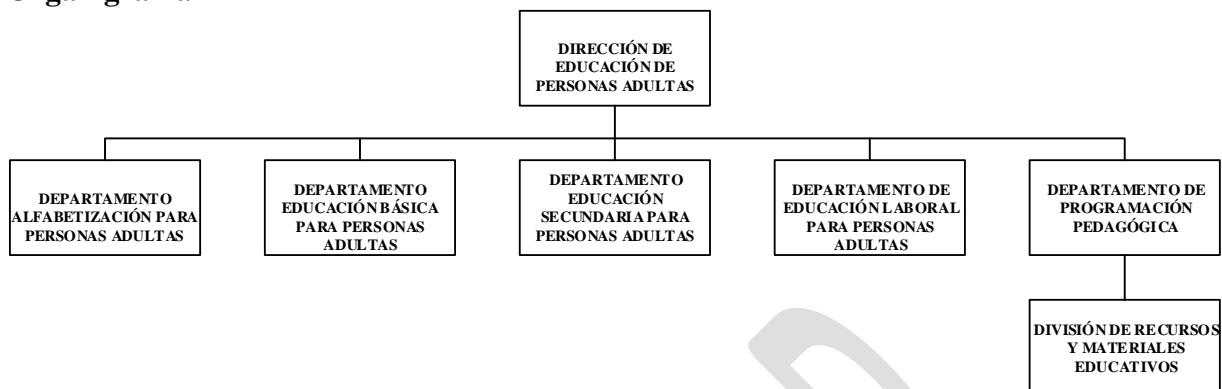 DIRECCIÓN DE
EDUCACIÓN DE
PERSONAS ADULTAS
DEPARTAMENTO
ALFABETIZACIÓN PARA
PERSONAS ADULTAS
DEPARTAMENTO
EDUCACIÓN BÁSICA
PARA PERSONAS
ADULTAS
DEPARTAMENTO
EDUCACIÓN
SECUNDARIA PARA
PERSONAS ADULTAS
DEPARTAMENTO DE
EDUCACIÓN LABORAL
PARA PERSONAS
ADULTAS
DEPARTAMENTO DE
PROGRAMACIÓN
PEDAGÓGICA
DIVISIÓN DE RECURSOS
Y MATERIALES
EDUCATIVOS